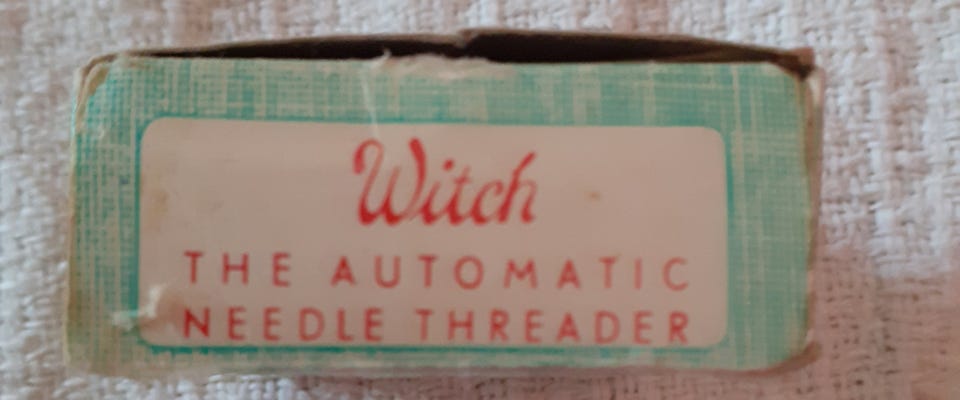 Witch
THE AUTOMATIC
NEEDLE THREADER